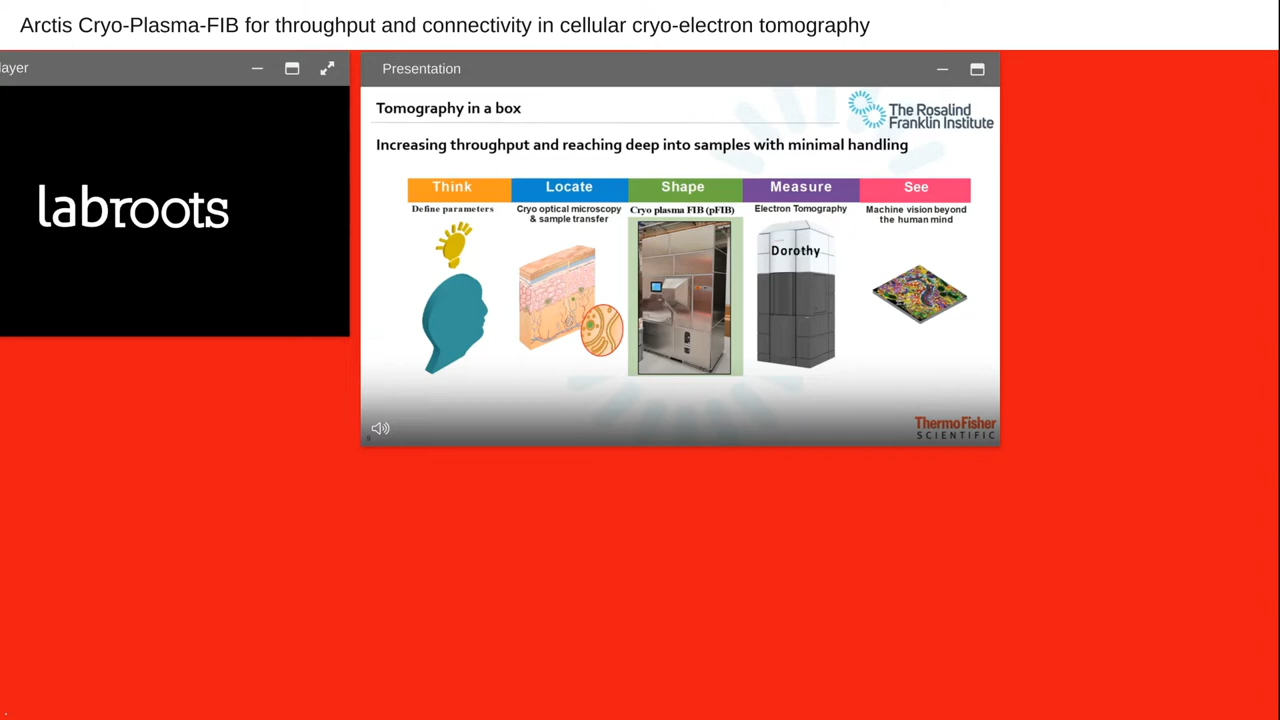 Arctis Cryo-Plasma-FIB for throughput and connectivity in cellular cryo-electron tomography
layer
Presentation
labroots
Tomography in a box
The Rosalind
Franklin Institute
Increasing throughput and reaching deep into samples with minimal handling
Think
Locate
Shape
Measure
See
Define parameters
Cryo optical microscopy
& sample transfer
Cryo plasma FIB (pFIB)
Electron Tomography
Machine vision beyond
the human mind
Dorothy
ThermoFisher
SCIENTIFIC
9